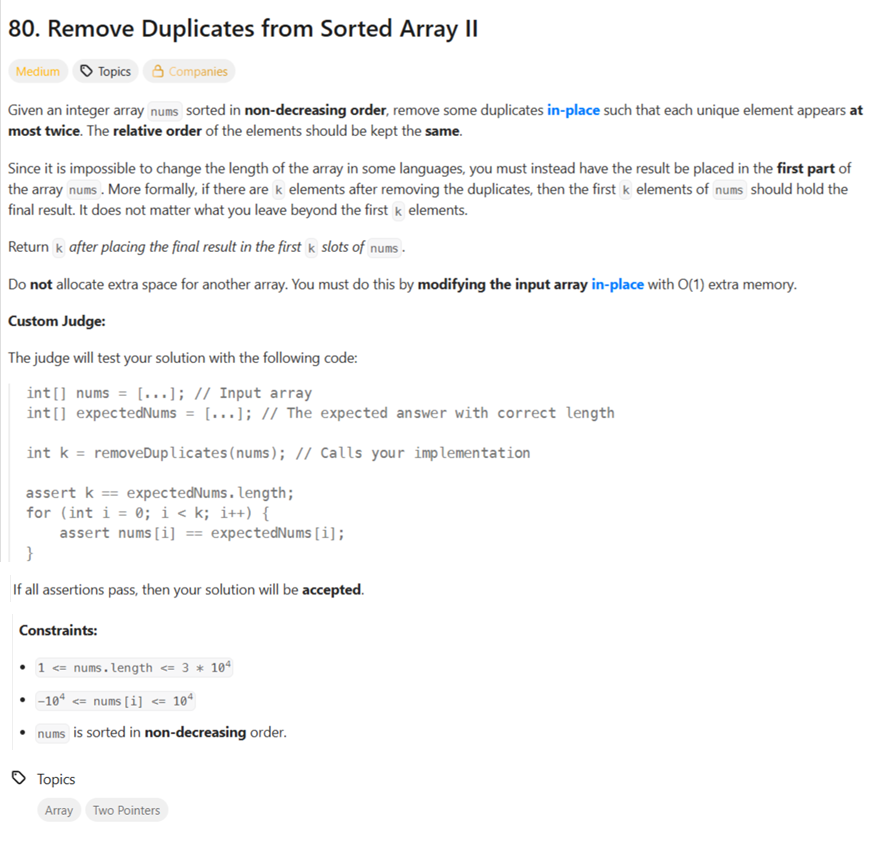 80. Remove Duplicates from Sorted Array II
Medium Topics Companies
Given an integer array nums sorted in non-decreasing order, remove some duplicates in-place such that each unique element appears at
most twice. The relative order of the elements should be kept the same.
Since it is impossible to change the length of the array in some languages, you must instead have the result be placed in the first part of
the array nums. More formally, if there are k elements after removing the duplicates, then the first k elements of nums should hold the
final result. It does not matter what you leave beyond the first k elements.
Return k after placing the final result in the first k slots of nums.
Do not allocate extra space for another array. You must do this by modifying the input array in-place with O(1) extra memory.
Custom Judge:
The judge will test your solution with the following code:
int[] nums = [...]; // Input array
int[] expectedNums = [...]; // The expected answer with correct length
int k = removeDuplicates(nums); // Calls your implementation
assert k == expectedNums.length;
for (int i = 0; i < k; i++) {
    assert nums[i] == expectedNums[i];
}
If all assertions pass, then your solution will be accepted.
Constraints:
• 1 <= nums.length <= 3 * 10⁴
• -10⁴ <= nums[i] <= 10⁴
• nums is sorted in non-decreasing order.
Topics
Array Two Pointers